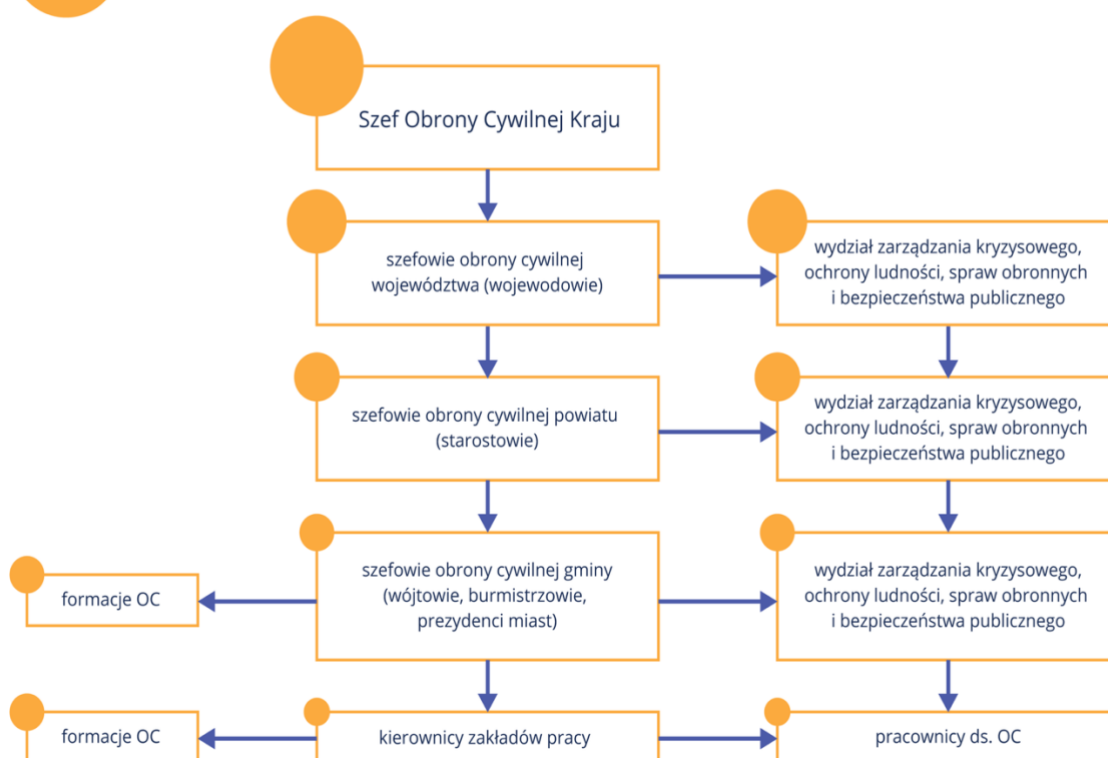 Szef Obrony Cywilnej Kraju
szefowie obrony cywilnej
województwa (wojewodowie)
wydział zarządzania kryzysowego,
ochrony ludności, spraw obronnych
i bezpieczeństwa publicznego
szefowie obrony cywilnej powiatu
(starostowie)
wydział zarządzania kryzysowego,
ochrony ludności, spraw obronnych
i bezpieczeństwa publicznego
formacje OC
szefowie obrony cywilnej gminy
(wójtowie, burmistrzowie,
prezydenci miast)
wydział zarządzania kryzysowego,
ochrony ludności, spraw obronnych
i bezpieczeństwa publicznego
formacje OC
kierownicy zakładów pracy
pracownicy ds. OC